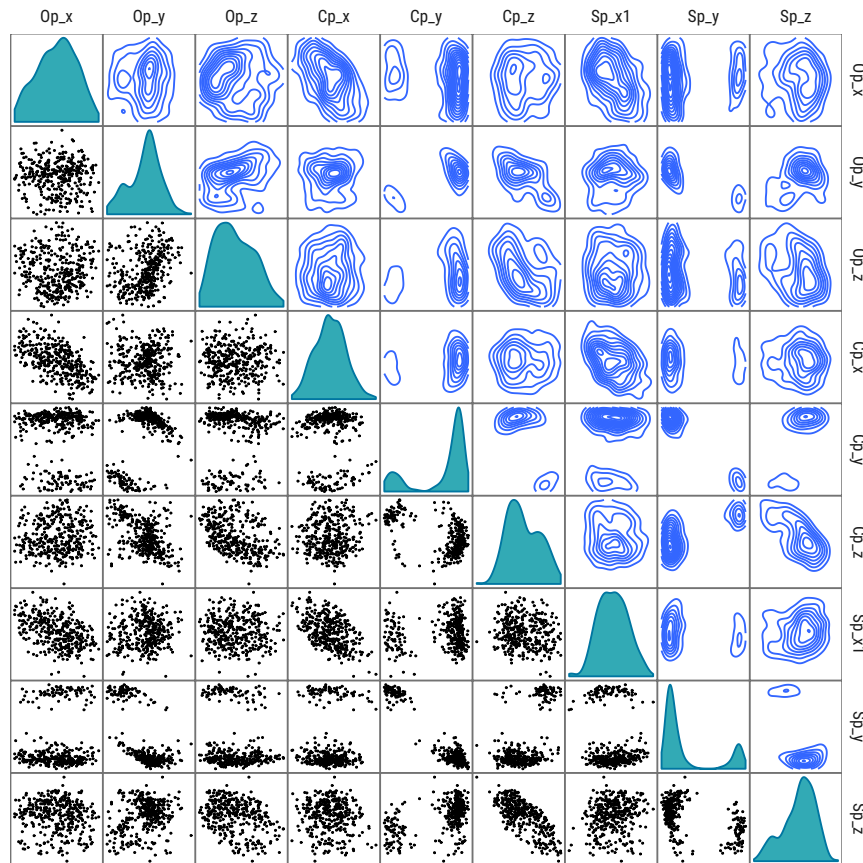 Op_x Op_y Op_z Cp_x Cp_y Cp_z Sp_x1 Sp_y Sp_z
Op_x
Op_y
Op_z
Cp_x
Cp_y
Cp_z
Sp_x1
Sp_y
Sp_z